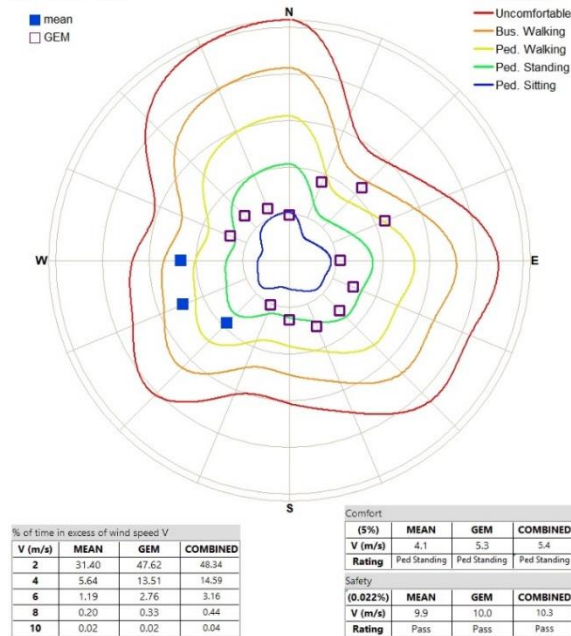 mean
GEM
N
Uncomfortable
Bus. Walking
Ped. Walking
Ped. Standing
Ped. Sitting
W
E
S
% of time in excess of wind speed V
V (m/s) MEAN GEM COMBINED
2 31.40 47.62 48.34
4 5.64 13.51 14.59
6 1.19 2.76 3.16
8 0.20 0.33 0.44
10 0.02 0.02 0.04
Comfort
(5%) MEAN GEM COMBINED
V (m/s) 4.1 5.3 5.4
Rating Ped Standing Ped Standing Ped Standing
Safety
(0.022%) MEAN GEM COMBINED
V (m/s) 9.9 10.0 10.3
Rating Pass Pass Pass